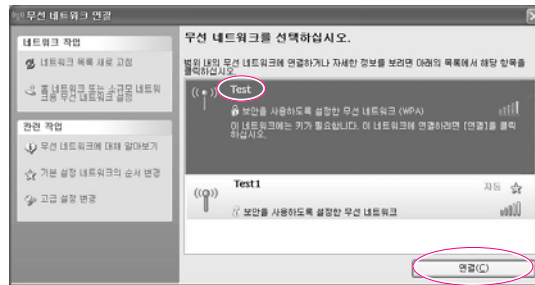 무선 네트워크 연결
네트워크 작업
네트워크 목록 새로 고침
홈 네트워크 또는 소규모 네트워
크용 무선 네트워크 설정
관련 작업
무선 네트워크에 대해 알아보기
기본 설정 네트워크의 순서 변경
고급 설정 변경
무선 네트워크를 선택하십시오.
범위 내의 무선 네트워크에 연결하거나 자세한 정보를 보려면 아래의 목록에서 해당 항목을
클릭하십시오.
Test
보안을 사용하도록 설정한 무선 네트워크 (WPA)
이 네트워크에는 키가 필요합니다. 이 네트워크에 연결하려면 [연결]를 클릭
하십시오.
Test1
자동
보안을 사용하도록 설정한 무선 네트워크
연결(C)